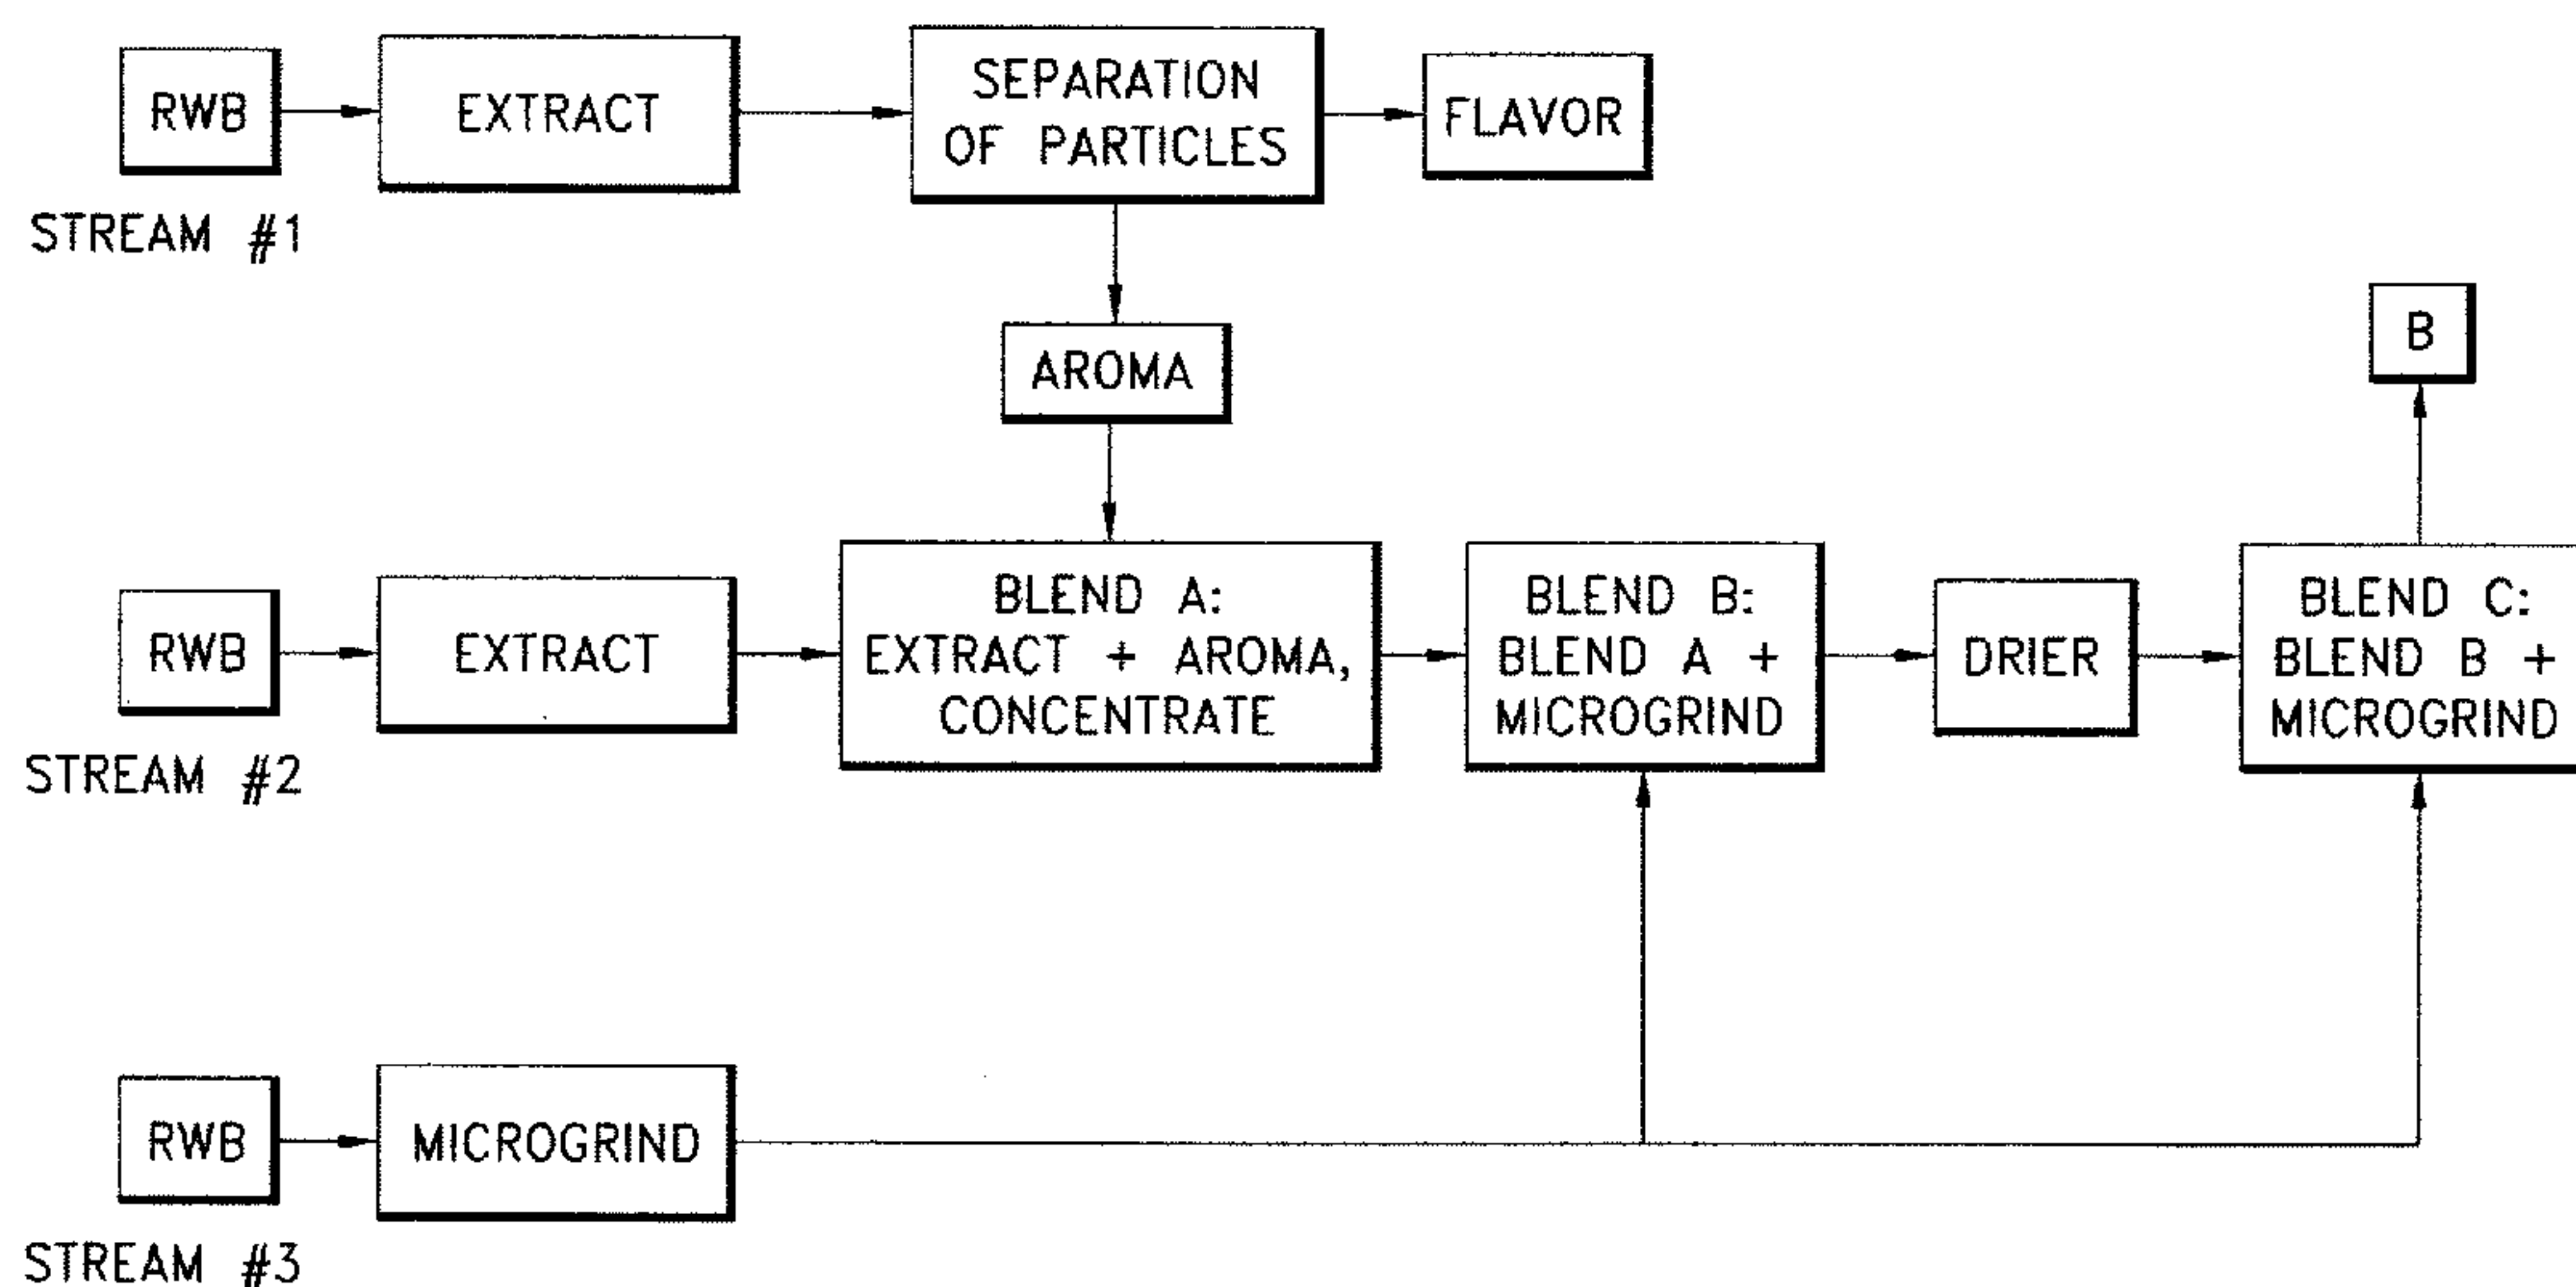 RWB
EXTRACT
SEPARATION
OF PARTICLES
FLAVOR
STREAM #1
AROMA
B
RWB
EXTRACT
BLEND A:
EXTRACT + AROMA,
CONCENTRATE
BLEND B:
BLEND A +
MICROGRIND
DRIER
BLEND C:
BLEND B +
MICROGRIND
STREAM #2
RWB
MICROGRIND
STREAM #3